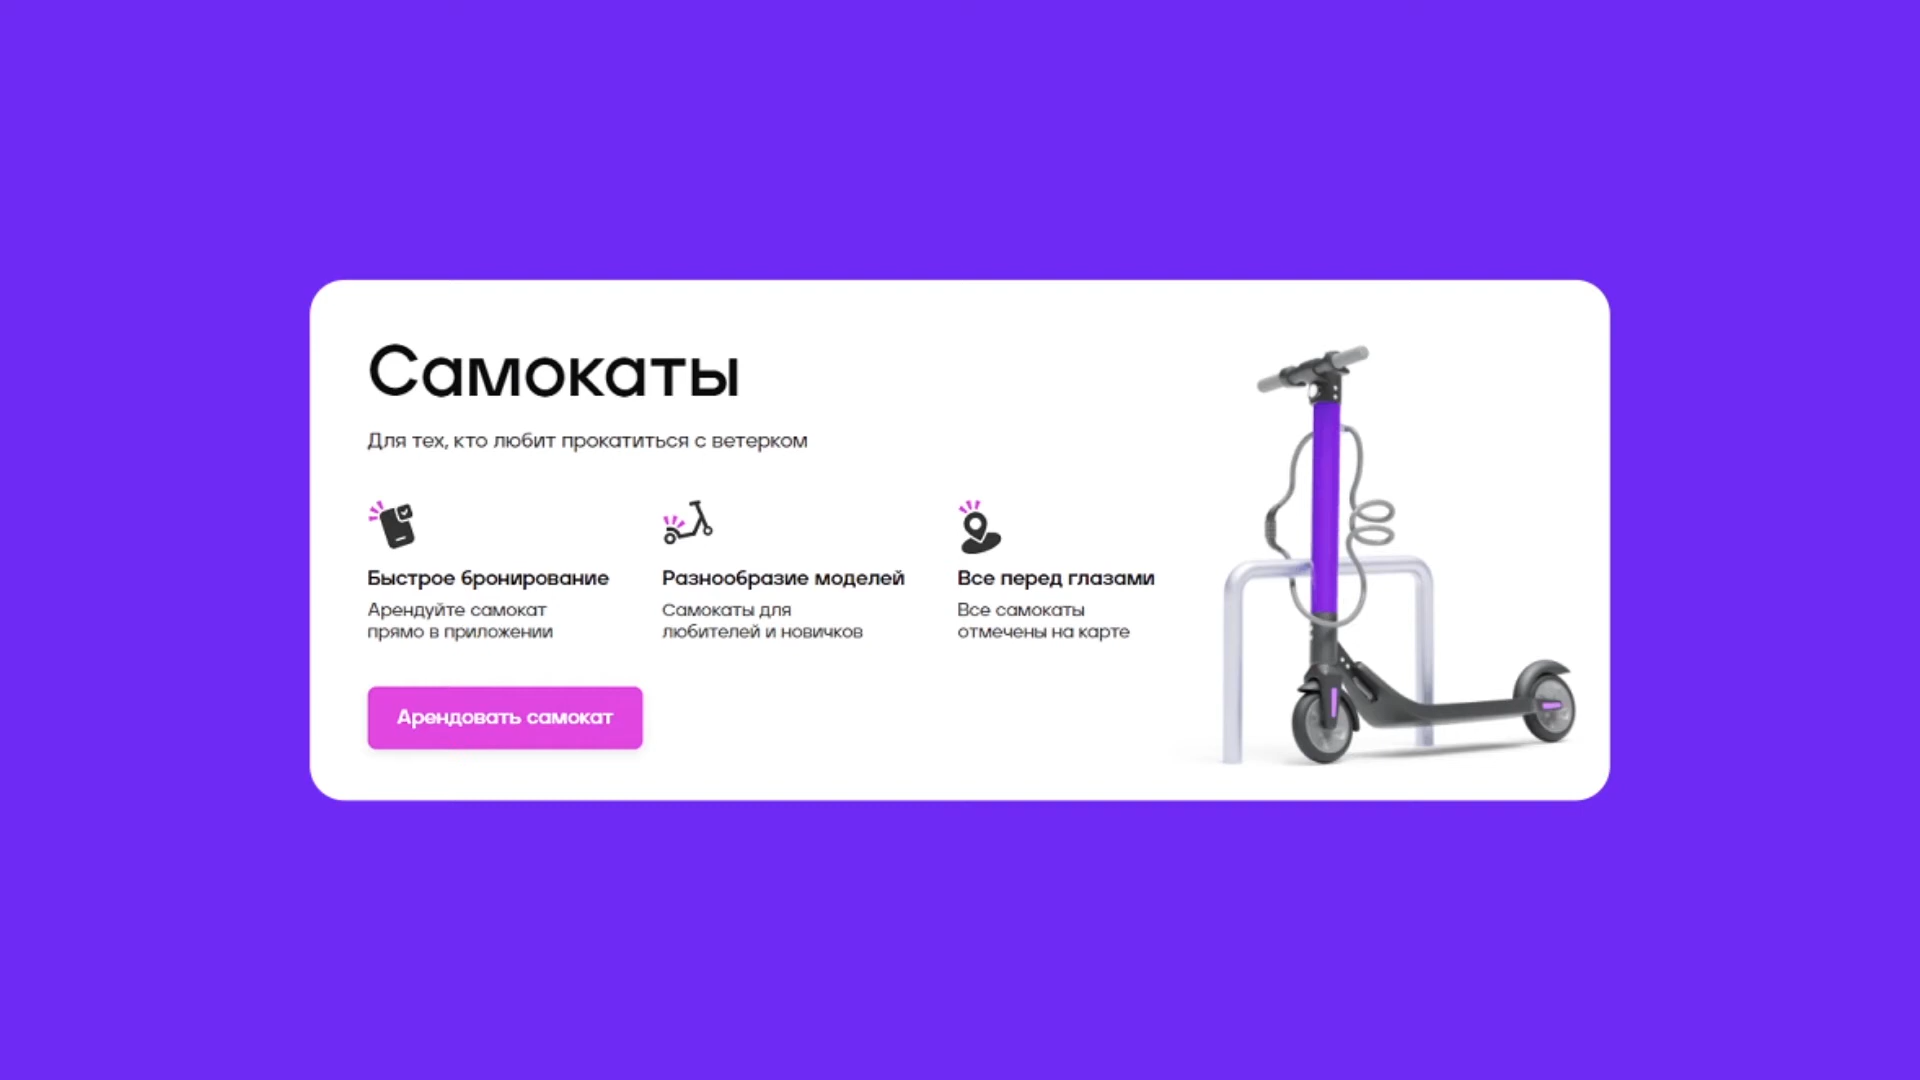 Самокаты
Для тех, кто любит прокатиться с ветерком
Быстрое бронирование
Арендуйте самокат
прямо в приложении
Разнообразие моделей
Самокаты для
любителей и новичков
Все перед глазами
Все самокаты
отмечены на карте
Арендовать самокат